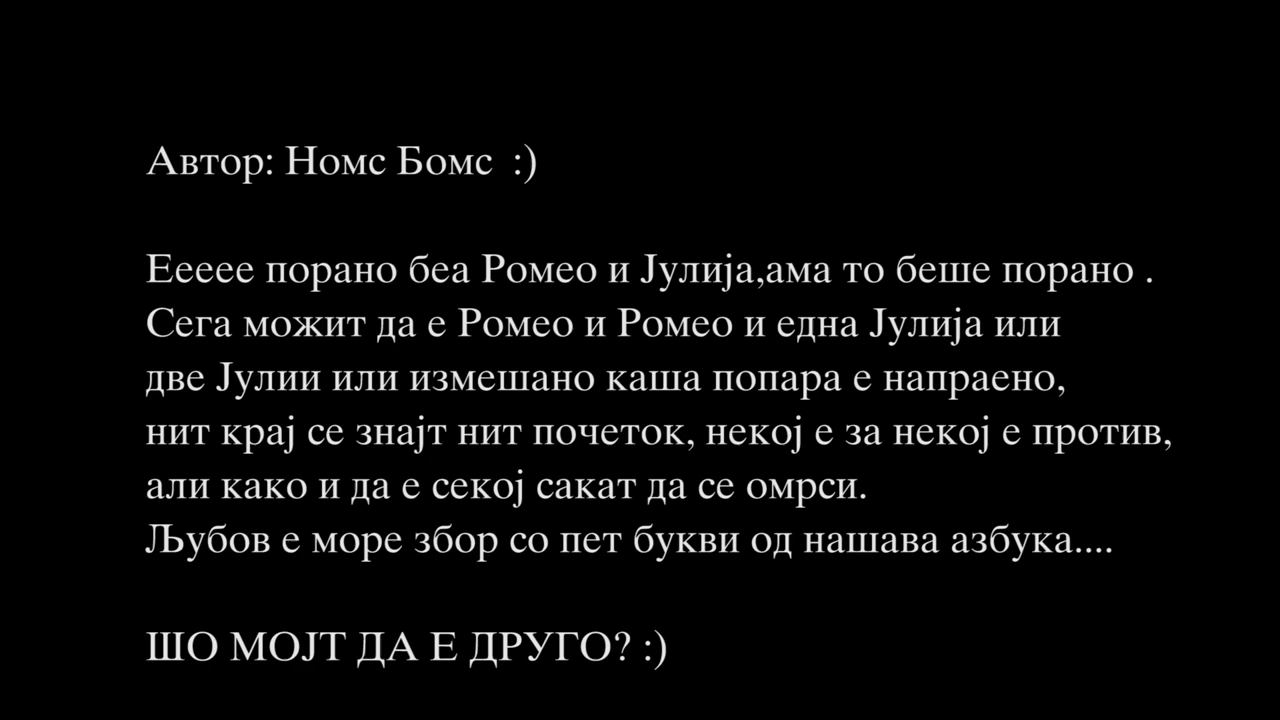 Автор: Номс Бомс  :)
Еееее порано беа Ромео и Јулија,ама то беше порано .
Сега можит да е Ромео и Ромео и една Јулија или
две Јулии или измешано каша попара е напраено,
нит крај се знајт нит почеток, некој е за некој е против,
али како и да е секој сакат да се омрси.
Љубов е море збор со пет букви од нашава азбука....
ШО МОЈТ ДА Е ДРУГО? :)